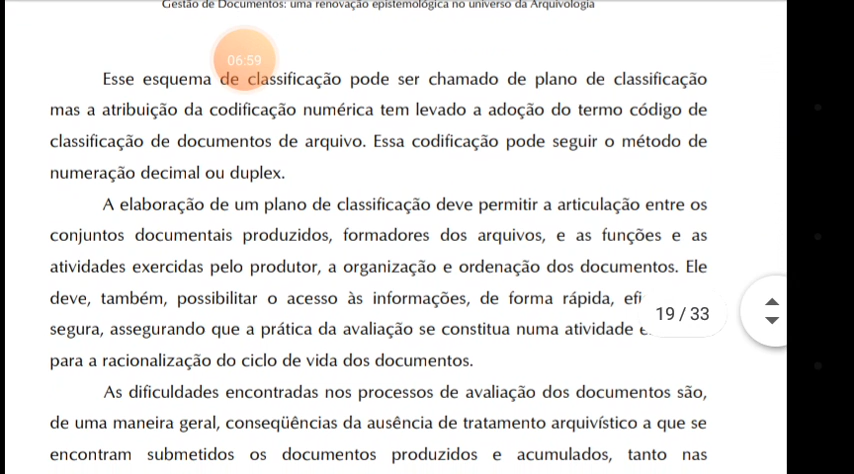 Gestão de Documentos: uma renovação epistemológica no universo da Arquivologia
06:59
Esse esquema de classificação pode ser chamado de plano de classificação
mas a atribuição da codificação numérica tem levado a adoção do termo código de
classificação de documentos de arquivo. Essa codificação pode seguir o método de
numeração decimal ou duplex.
A elaboração de um plano de classificação deve permitir a articulação entre os
conjuntos documentais produzidos, formadores dos arquivos, e as funções e as
atividades exercidas pelo produtor, a organização e ordenação dos documentos. Ele
deve, também, possibilitar o acesso às informações, de forma rápida, efi
19 / 33
segura, assegurando que a prática da avaliação se constitua numa atividade
para a racionalização do ciclo de vida dos documentos.
As dificuldades encontradas nos processos de avaliação dos documentos são,
de uma maneira geral, conseqüências da ausência de tratamento arquivístico a que se
encontram submetidos os documentos produzidos e acumulados, tanto nas